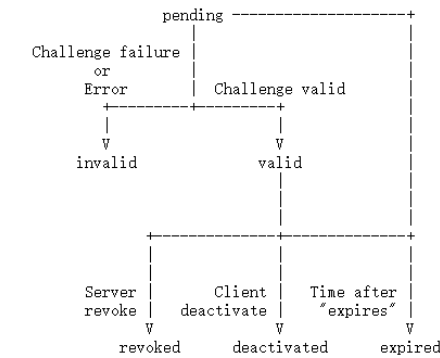 pending --------------------+
Challenge failure |
or |
Error | Challenge valid |
+---------+---------+ |
| | |
V V |
invalid valid |
| |
| |
| |
+--------------+--------------+
| | |
| | |
Server | Client | Time after |
revoke | deactivate | "expires" |
V V V
revoked deactivated expired